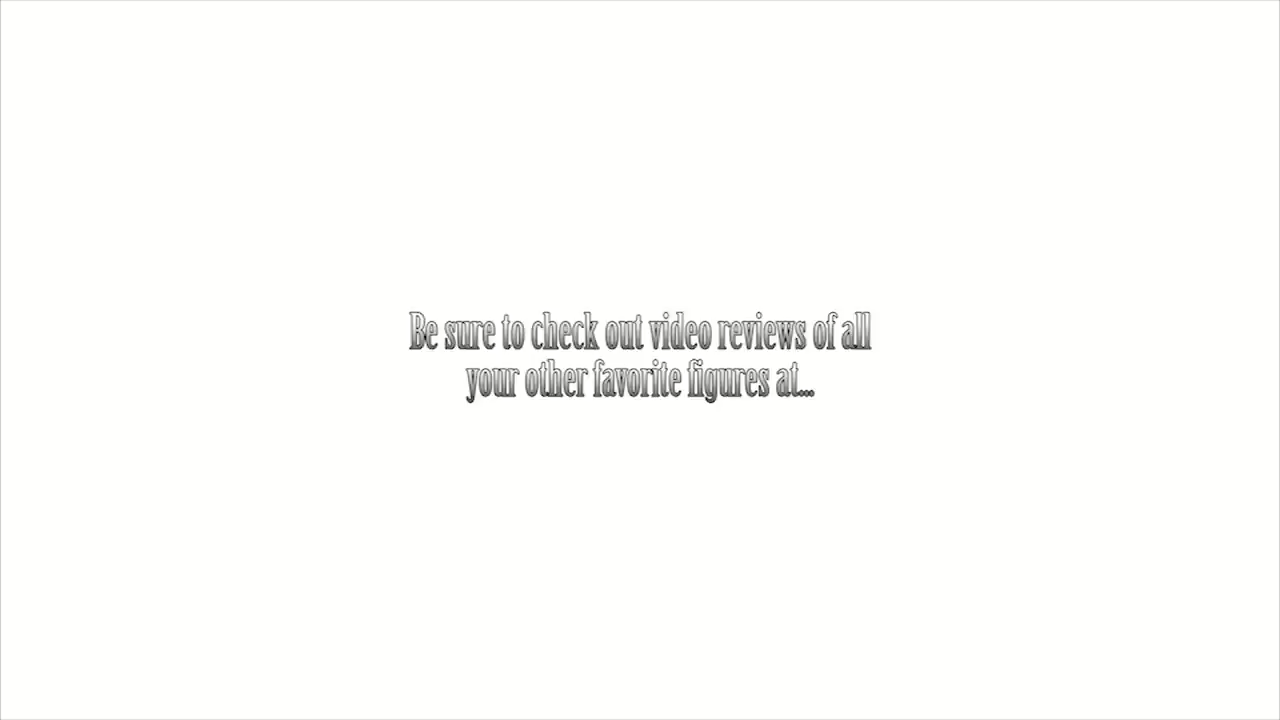 Be sure to check out video reviews of all
your other favorite figures at...